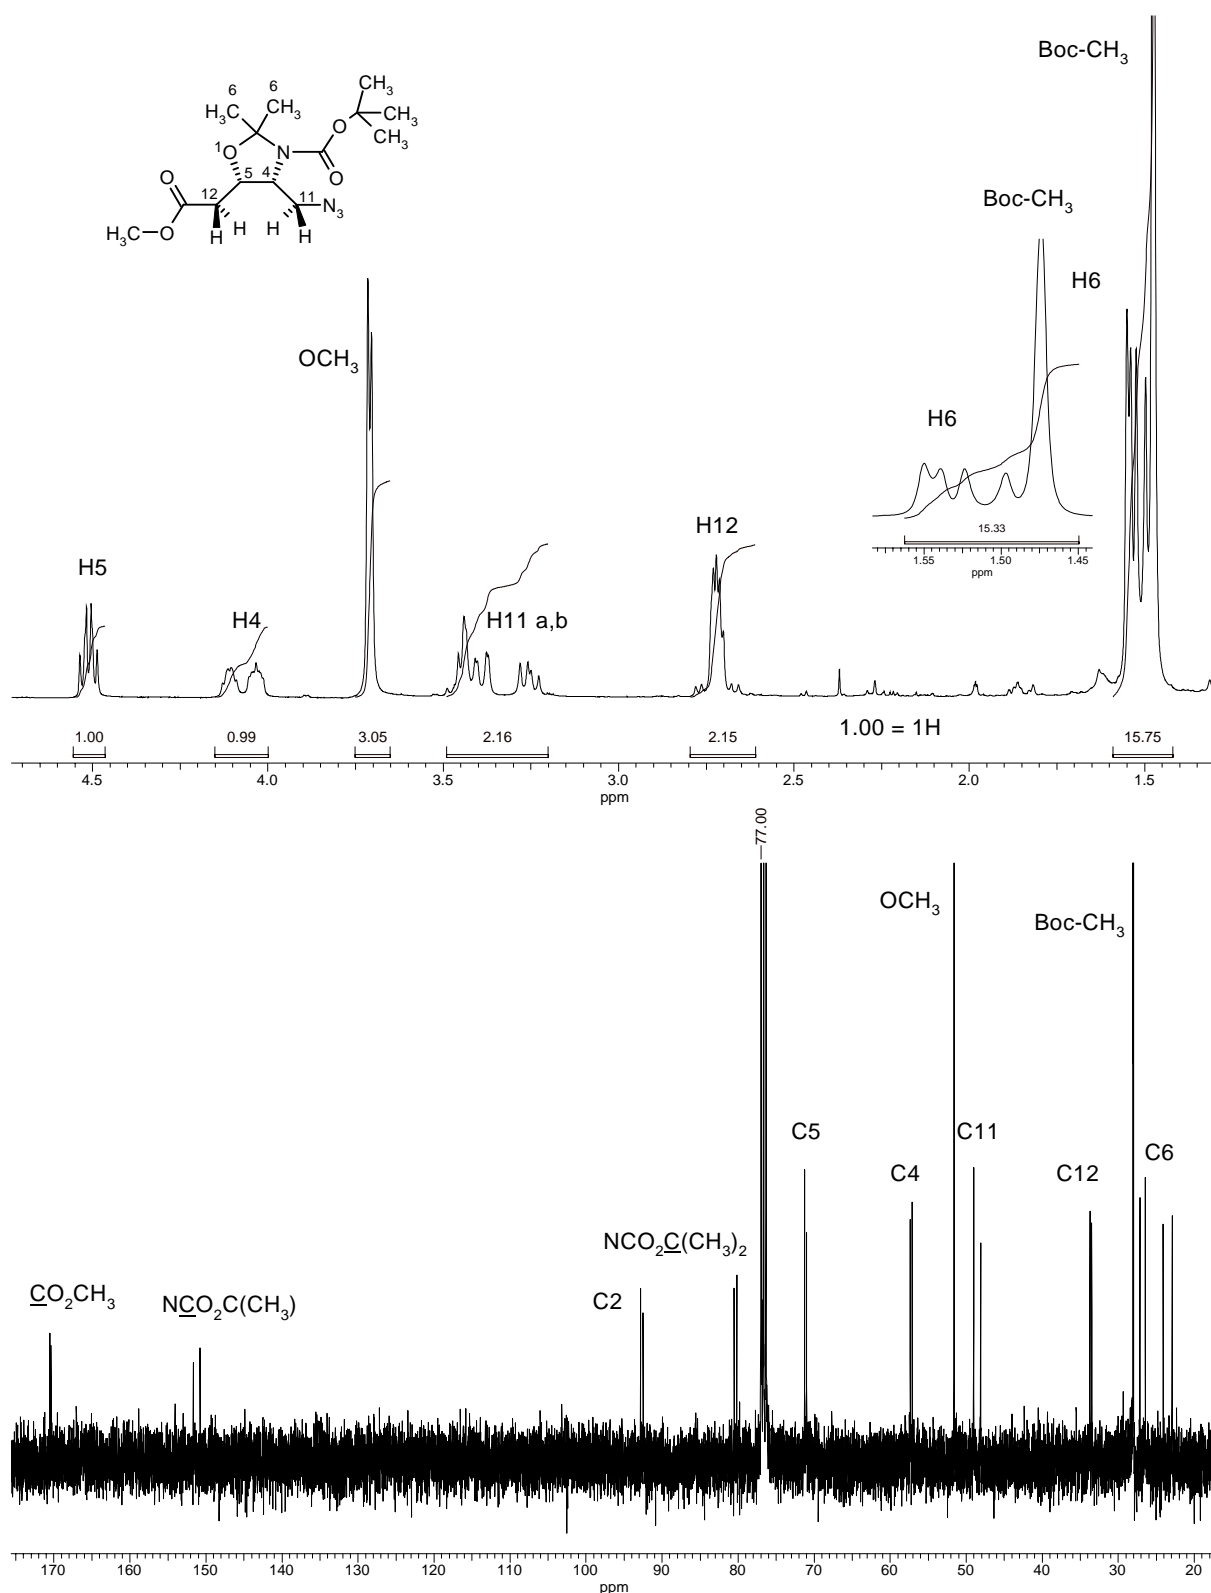 Boc-CH3
6 6
H3C CH3
CH3
CH3
CH3
O
1 O N
O
5 4
O
12 11
N3
H H
H H
H3C O
Boc-CH3
H6
OCH3
H6
15.33
1.55 1.50 1.45
ppm
H12
H5
H4
H11 a,b
1.00 = 1H
1.00 0.99 3.05 2.16 2.15 15.75
4.5 4.0 3.5 3.0 2.5 2.0 1.5
ppm
77.00
OCH3
Boc-CH3
C5
C11
C6
C4
C12
NCO2C(CH3)2
CO2CH3
NCO2C(CH3)
C2
170 160 150 140 130 120 110 100 90 80 70 60 50 40 30 20
ppm